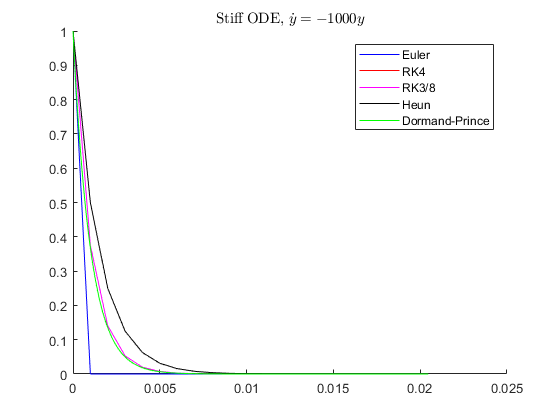 Stiff ODE, $\dot{y} = -1000y$
1
0.9
0.8
0.7
0.6
0.5
0.4
0.3
0.2
0.1
0
Euler
RK4
RK3/8
Heun
Dormand-Prince
0 0.005 0.01 0.015 0.02 0.025